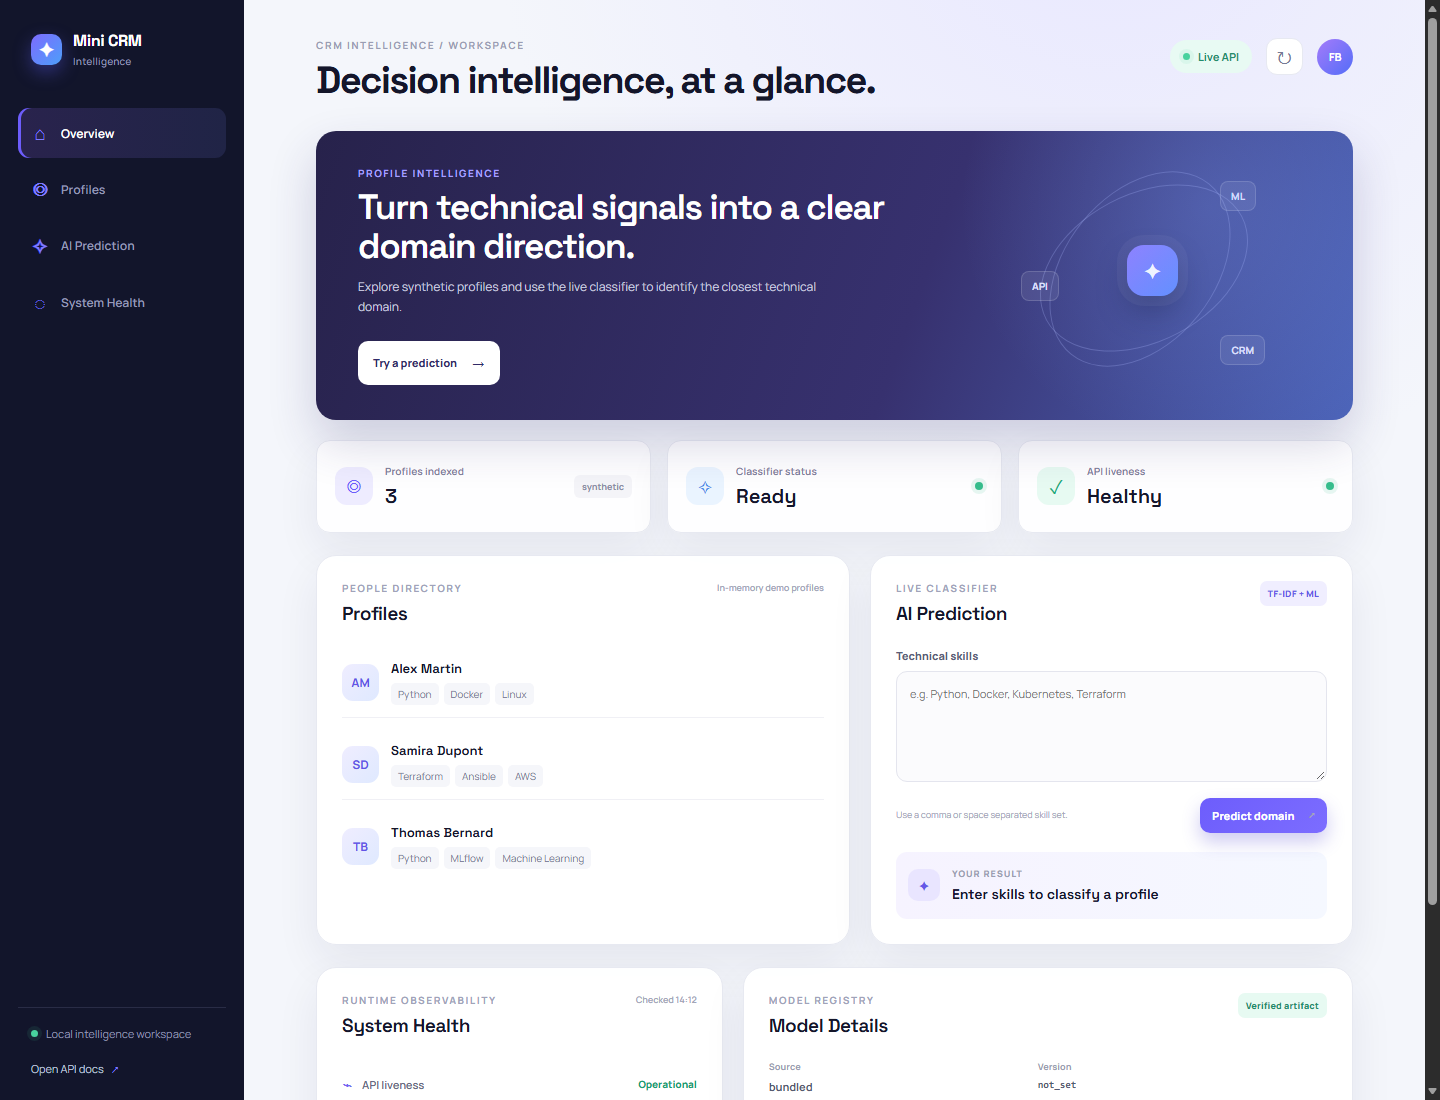 Mini CRM
Intelligence
Overview
Profiles
AI Prediction
System Health
Local intelligence workspace
Open API docs ↗
CRM INTELLIGENCE / WORKSPACE
Decision intelligence, at a glance.
Live API
FB
PROFILE INTELLIGENCE
Turn technical signals into a clear
domain direction.
Explore synthetic profiles and use the live classifier to identify the closest technical
domain.
Try a prediction →
ML
API
CRM
Profiles indexed
3
synthetic
Classifier status
Ready
API liveness
Healthy
PEOPLE DIRECTORY
In-memory demo profiles
Profiles
AM
Alex Martin
Python Docker Linux
SD
Samira Dupont
Terraform Ansible AWS
TB
Thomas Bernard
Python MLflow Machine Learning
LIVE CLASSIFIER
TF-IDF + ML
AI Prediction
Technical skills
e.g. Python, Docker, Kubernetes, Terraform
Use a comma or space separated skill set.
Predict domain ↗
YOUR RESULT
Enter skills to classify a profile
RUNTIME OBSERVABILITY
Checked 14:12
System Health
API liveness
Operational
MODEL REGISTRY
Verified artifact
Model Details
Source
bundled
Version
not_set